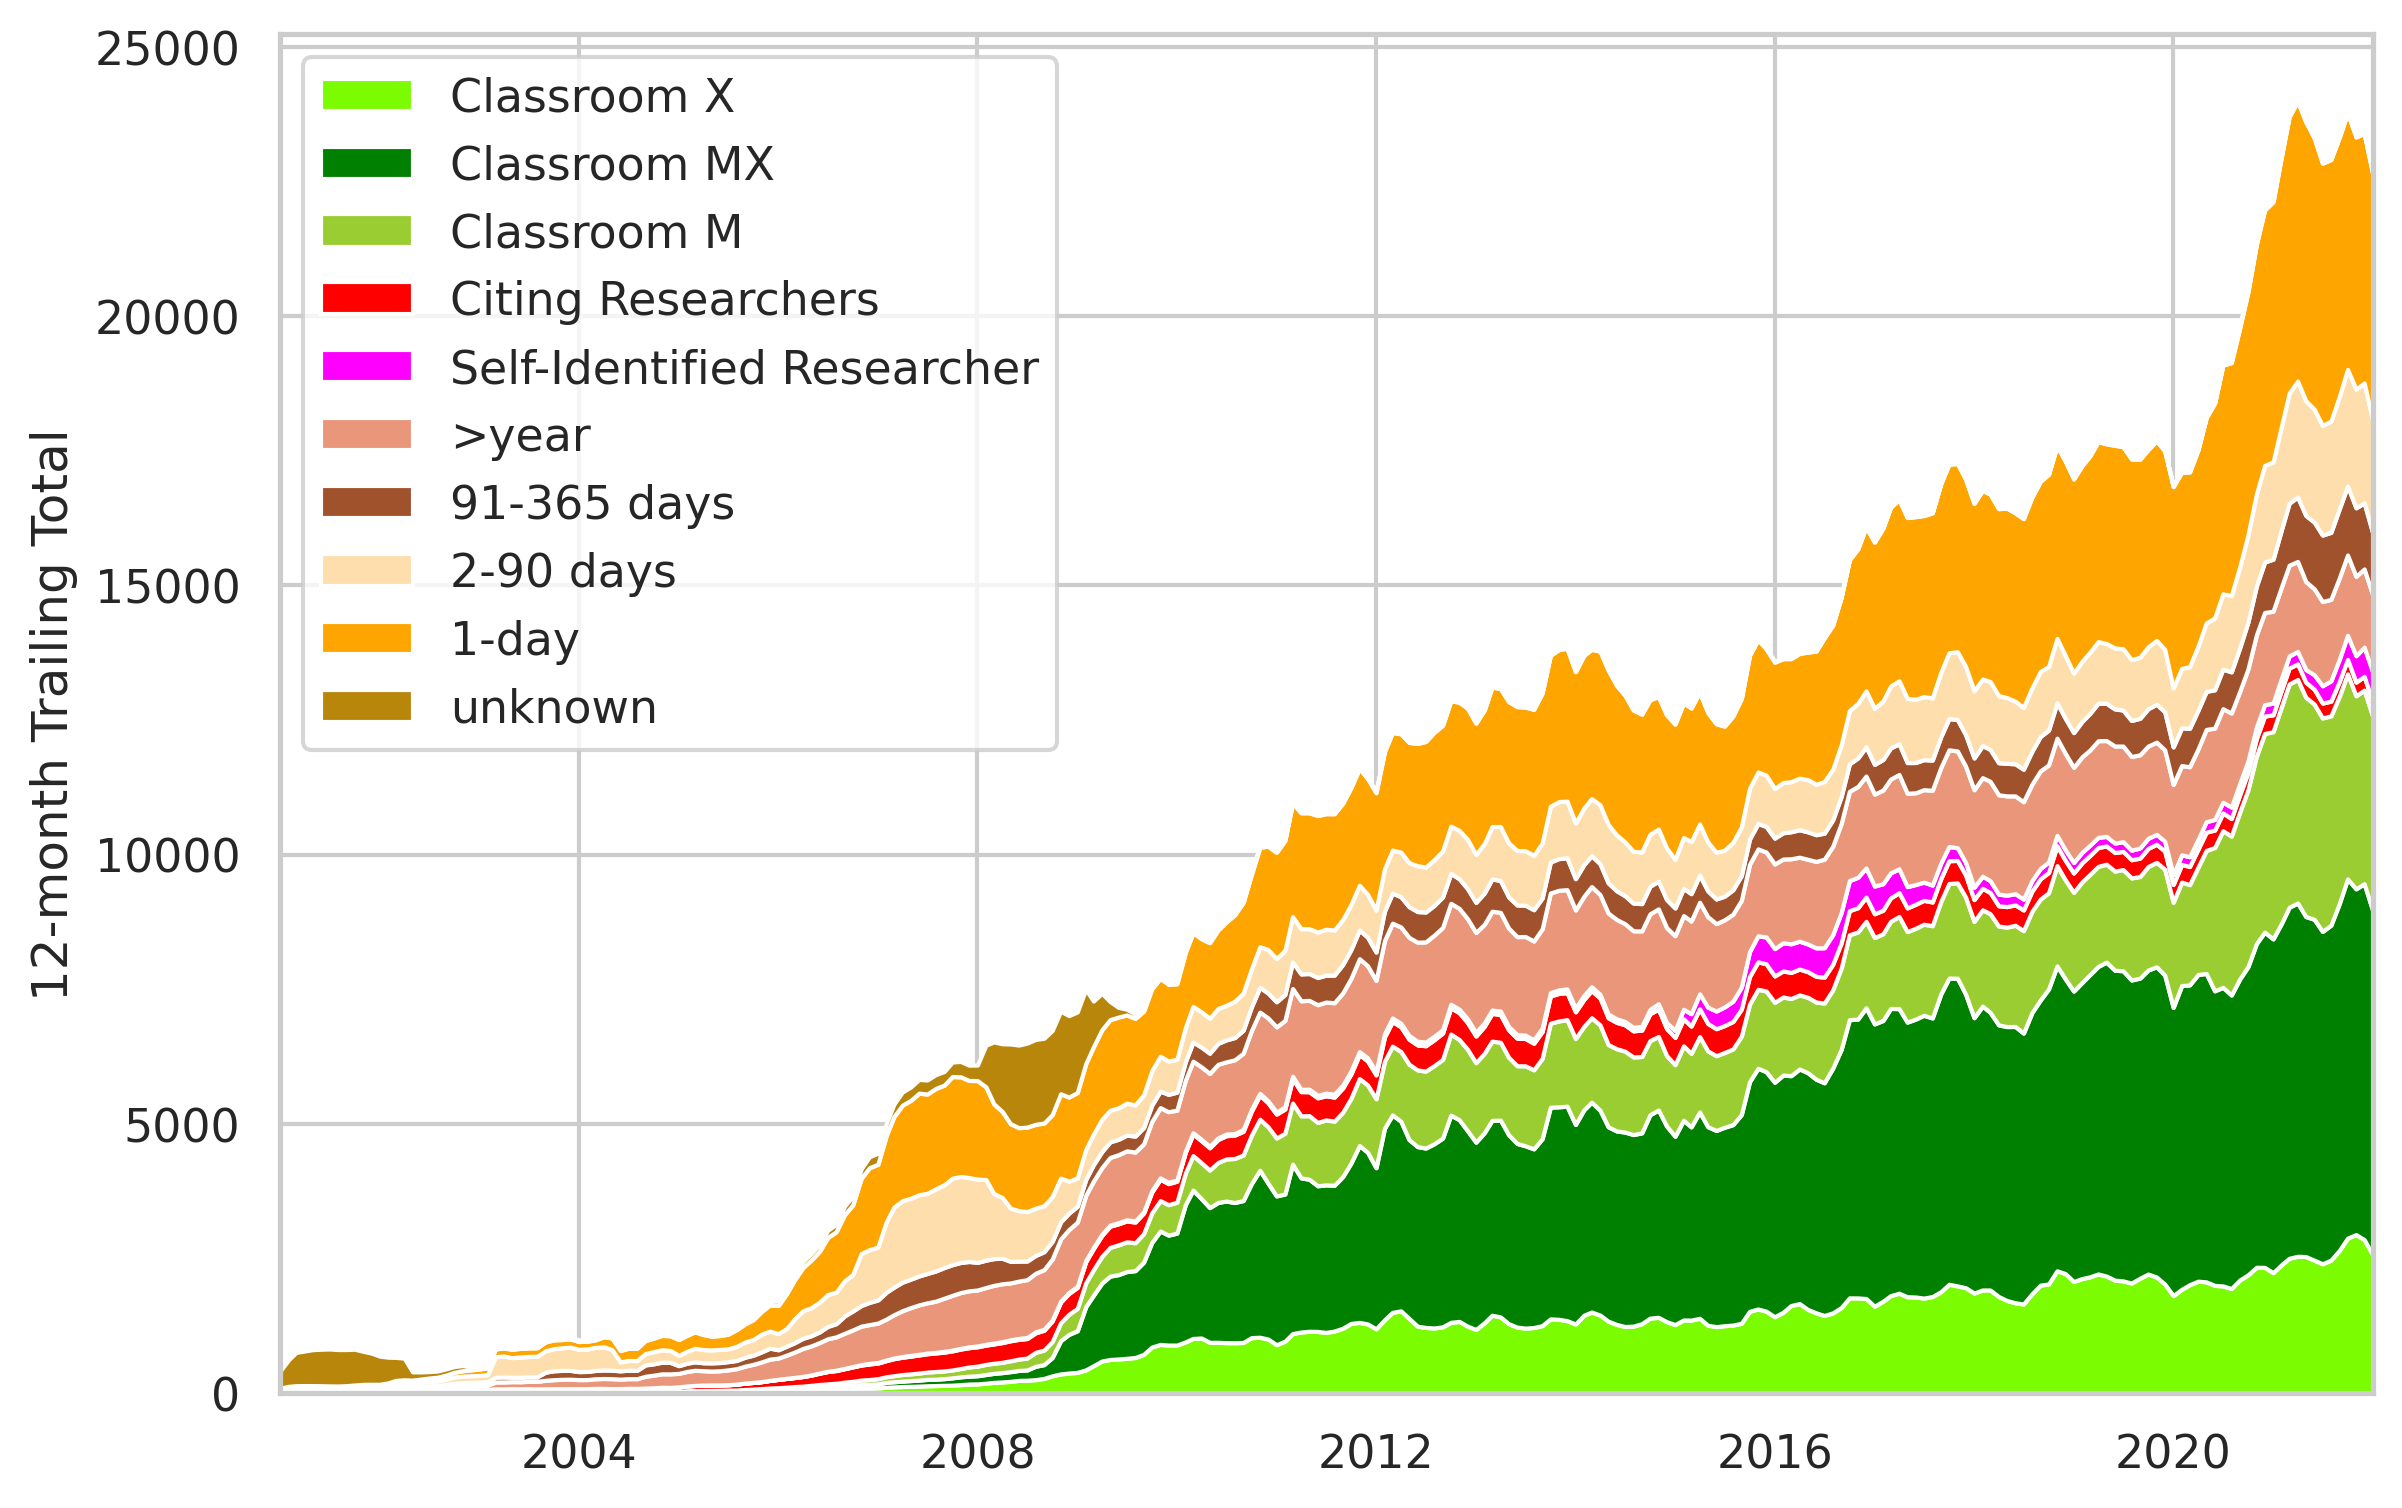 25000
20000
15000
10000
5000
0
12-month Trailing Total
Classroom X
Classroom MX
Classroom M
Citing Researchers
Self-Identified Researcher
>year
91-365 days
2-90 days
1-day
unknown
2004 2008 2012 2016 2020